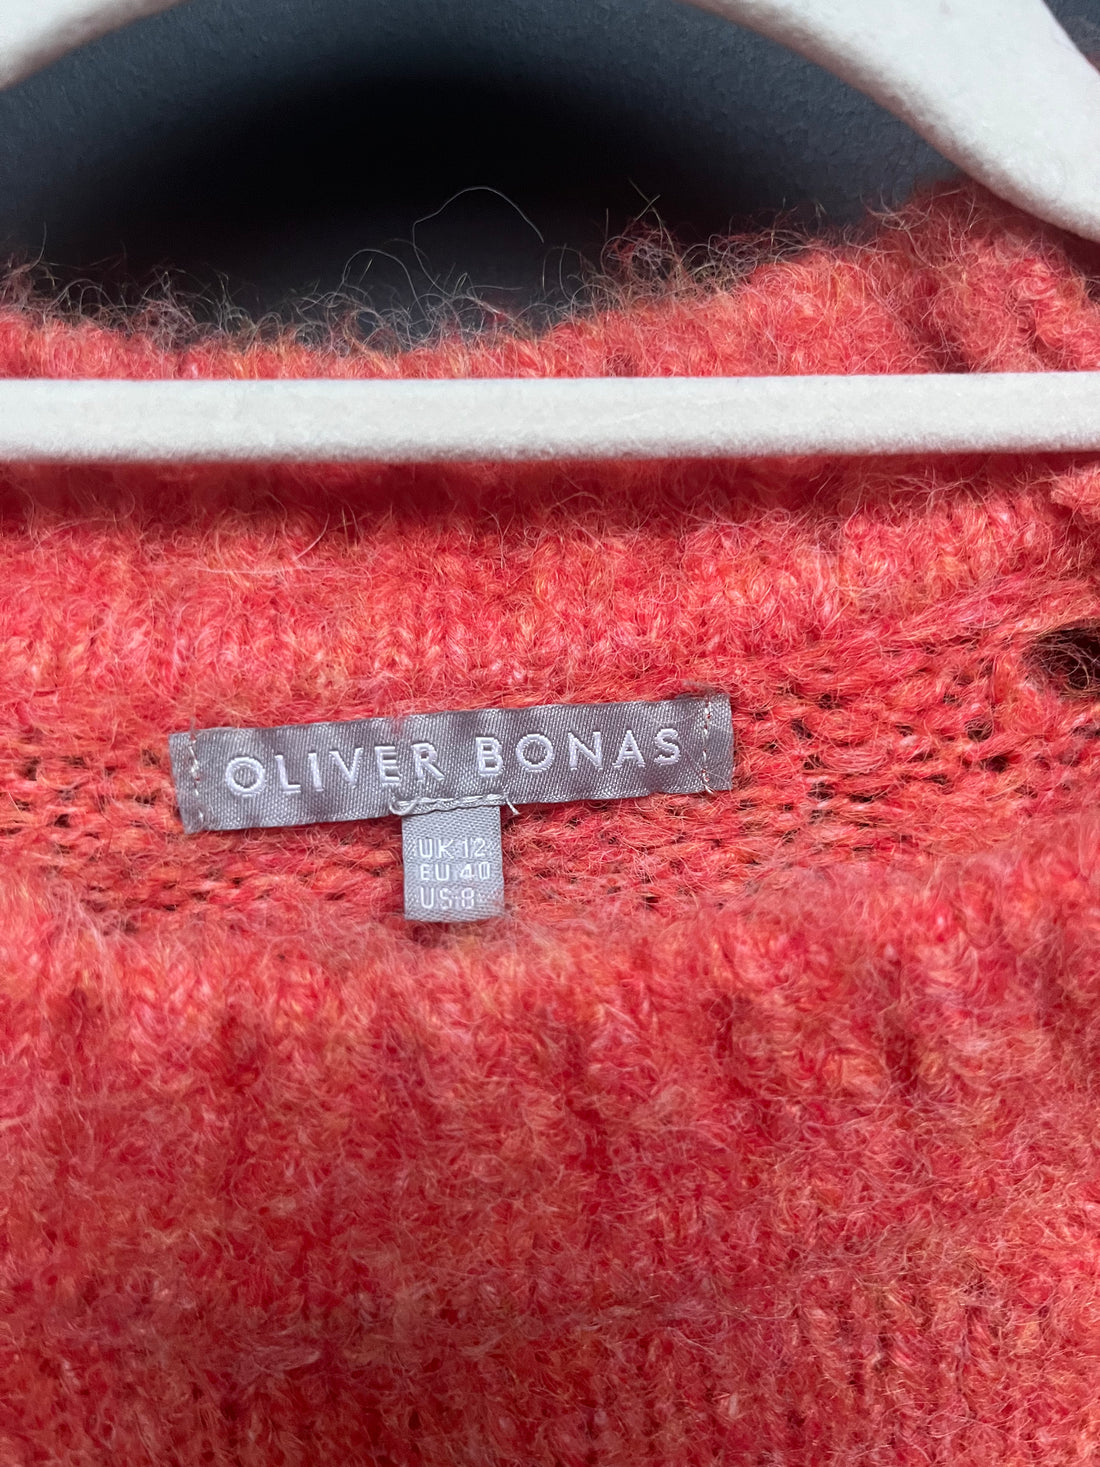 OLIVER BONAS
UK 12
EU 40
US 8